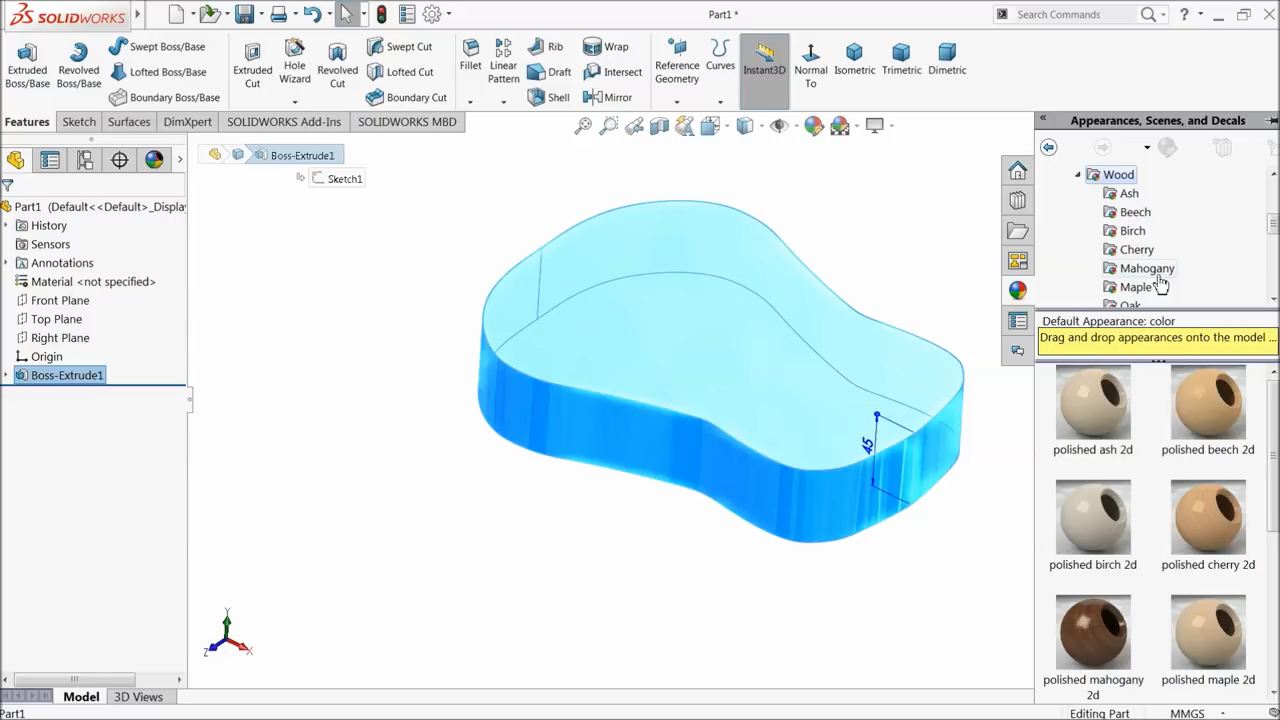 SOLIDWORKS
Part1 *
Search Commands
Extruded Boss/Base
Revolved Boss/Base
Swept Boss/Base
Lofted Boss/Base
Boundary Boss/Base
Extruded Cut
Hole Wizard
Revolved Cut
Swept Cut
Lofted Cut
Boundary Cut
Fillet
Linear Pattern
Rib
Draft
Shell
Wrap
Intersect
Mirror
Reference Geometry
Curves
Instant3D
Normal To
Isometric
Trimetric
Dimetric
Features
Sketch
Surfaces
DimXpert
SOLIDWORKS Add-Ins
SOLIDWORKS MBD
Boss-Extrude1
Sketch1
Part1 (Default<<Default>_Display
History
Sensors
Annotations
Material <not specified>
Front Plane
Top Plane
Right Plane
Origin
Boss-Extrude1
45
Y
Z
X
Appearances, Scenes, and Decals
Wood
Ash
Beech
Birch
Cherry
Mahogany
Maple
Oak
Default Appearance: color
Drag and drop appearances onto the model ...
polished ash 2d
polished beech 2d
polished birch 2d
polished cherry 2d
polished mahogany 2d
polished maple 2d
Model
3D Views
Part1
Editing Part
MMGS